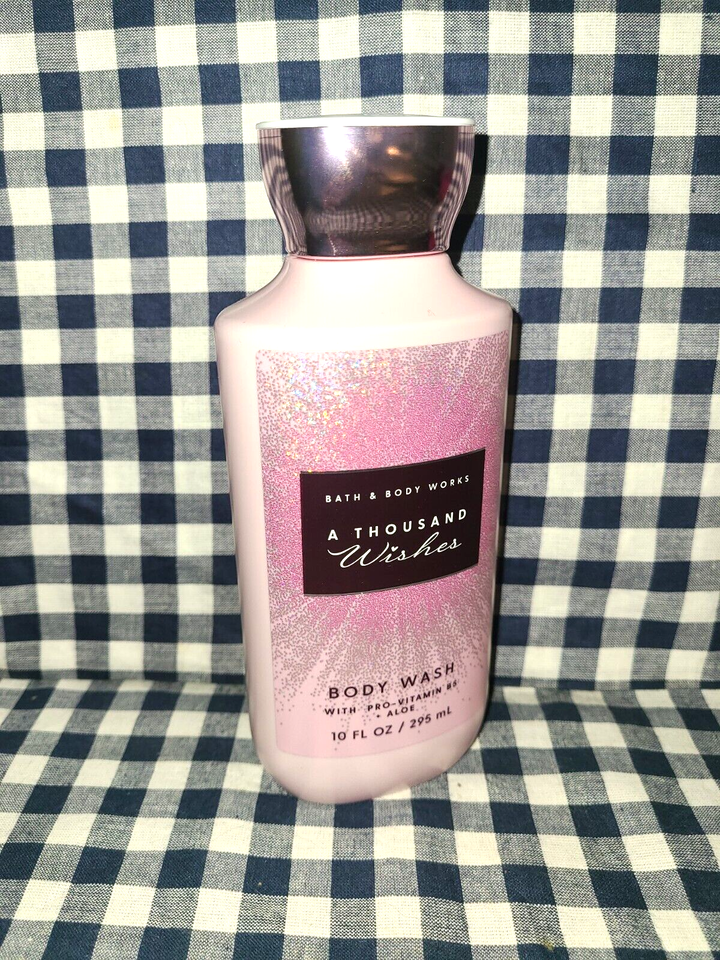 BATH & BODY WORKS
A THOUSAND
Wishes
BODY WASH
WITH PRO-VITAMIN B5
+ ALOE
10 FL OZ / 295 mL